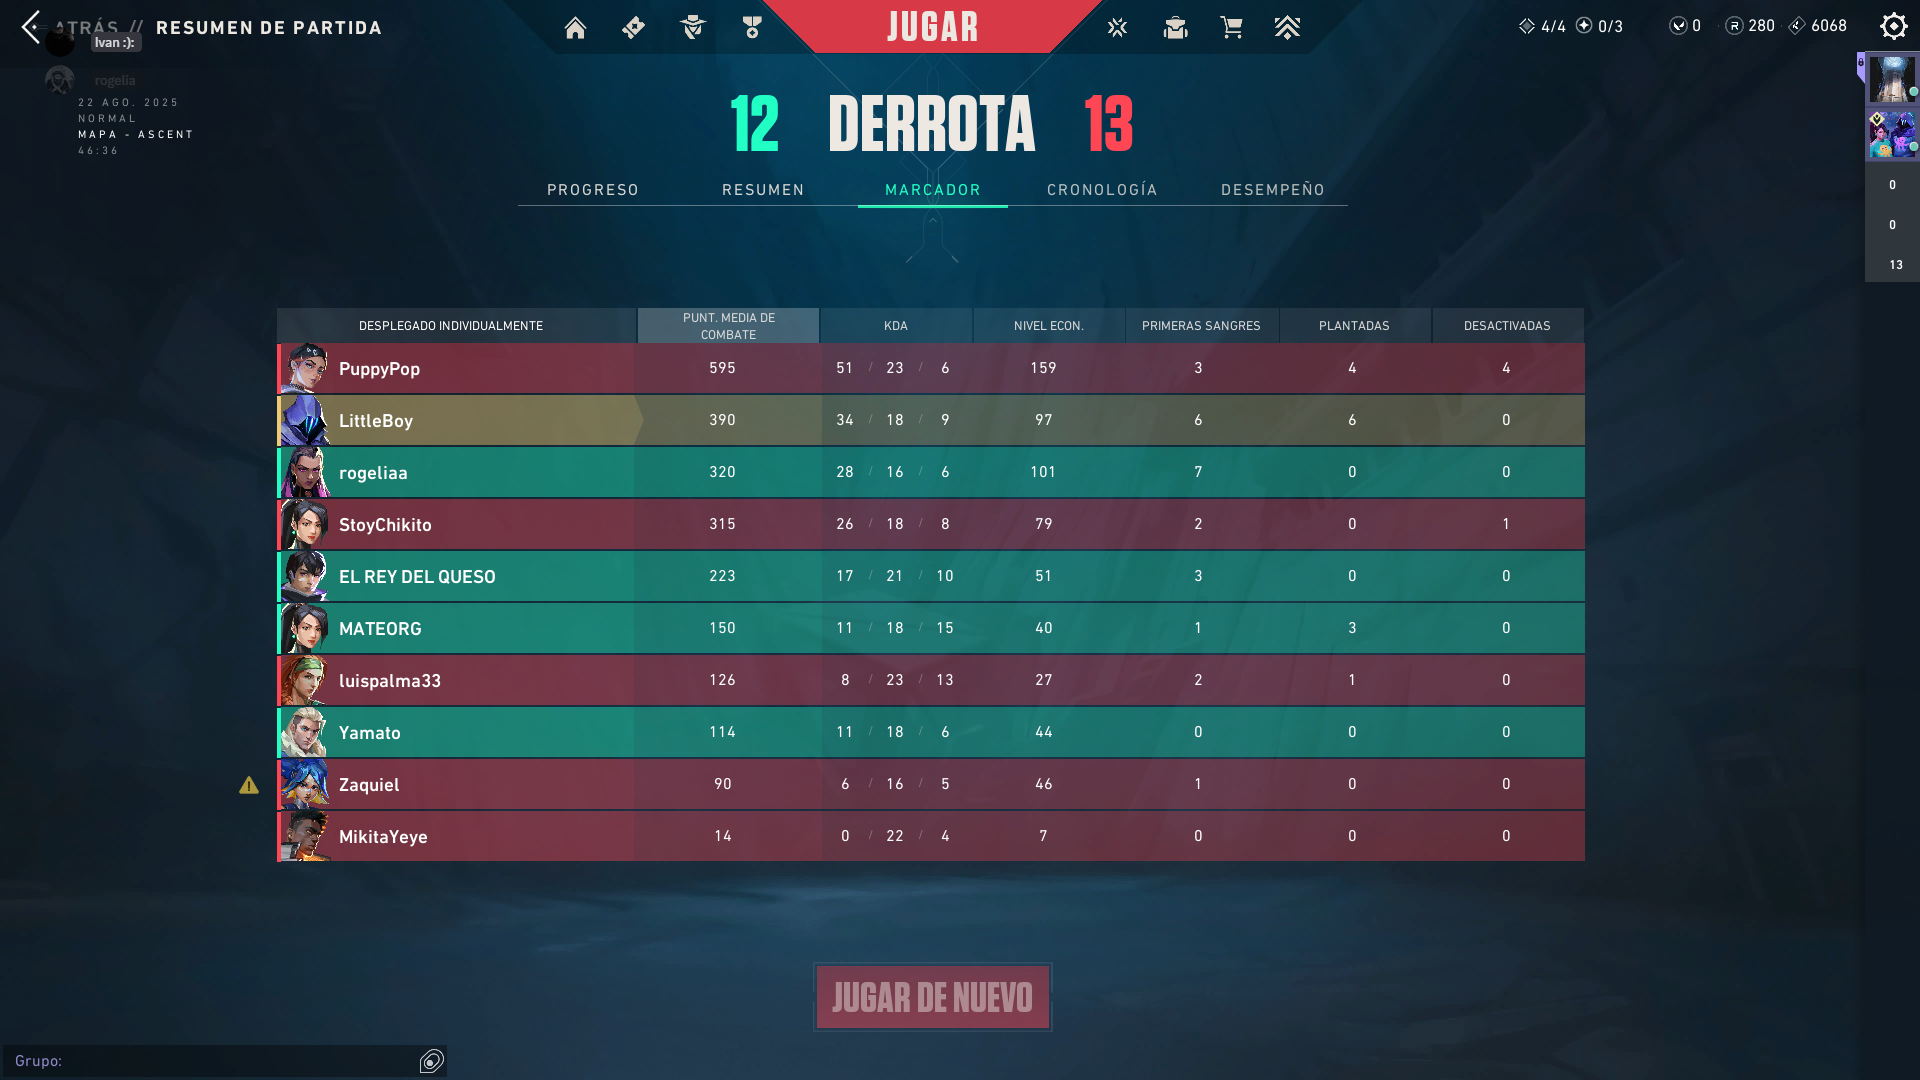 ATRÁS // RESUMEN DE PARTIDA
Ivan :):
rogelia
22 AGO. 2025
NORMAL
MAPA - ASCENT
46:36
JUGAR
4/4 0/3 0 R 280 6068
12 DERROTA 13
PROGRESO RESUMEN MARCADOR CRONOLOGÍA DESEMPEÑO
0
0
13
DESPLEGADO INDIVIDUALMENTE PUNT. MEDIA DE COMBATE KDA NIVEL ECON. PRIMERAS SANGRES PLANTADAS DESACTIVADAS
PuppyPop 595 51 / 23 / 6 159 3 4 4
LittleBoy 390 34 / 18 / 9 97 6 6 0
rogeliaa 320 28 / 16 / 6 101 7 0 0
StoyChikito 315 26 / 18 / 8 79 2 0 1
EL REY DEL QUESO 223 17 / 21 / 10 51 3 0 0
MATEORG 150 11 / 18 / 15 40 1 3 0
luispalma33 126 8 / 23 / 13 27 2 1 0
Yamato 114 11 / 18 / 6 44 0 0 0
Zaquiel 90 6 / 16 / 5 46 1 0 0
MikitaYeye 14 0 / 22 / 4 7 0 0 0
JUGAR DE NUEVO
Grupo: